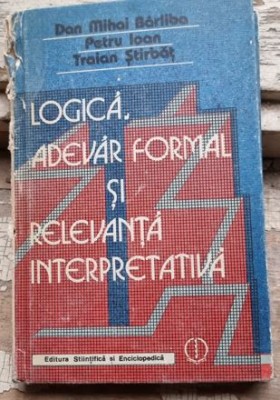 Dan Mihai Bârliba
Petru Ioan
Traian Știrbăț
LOGICĂ,
ADEVĂR FORMAL
ȘI
RELEVANȚĂ
INTERPRETATIVĂ
Editura Științifică și Enciclopedică